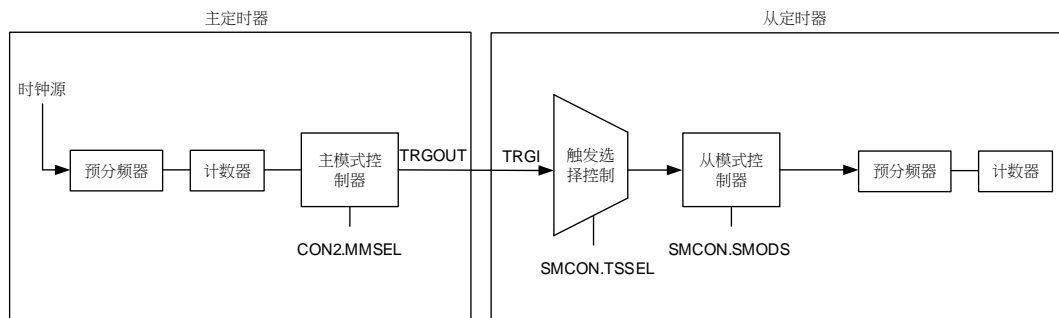 主定时器
从定时器
时钟源
预分频器
计数器
主模式控
制器
TRGOUT
TRGI
触发选
择控制
从模式控
制器
预分频器
计数器
CON2.MMSEL
SMCON.TSSEL
SMCON.SMODS